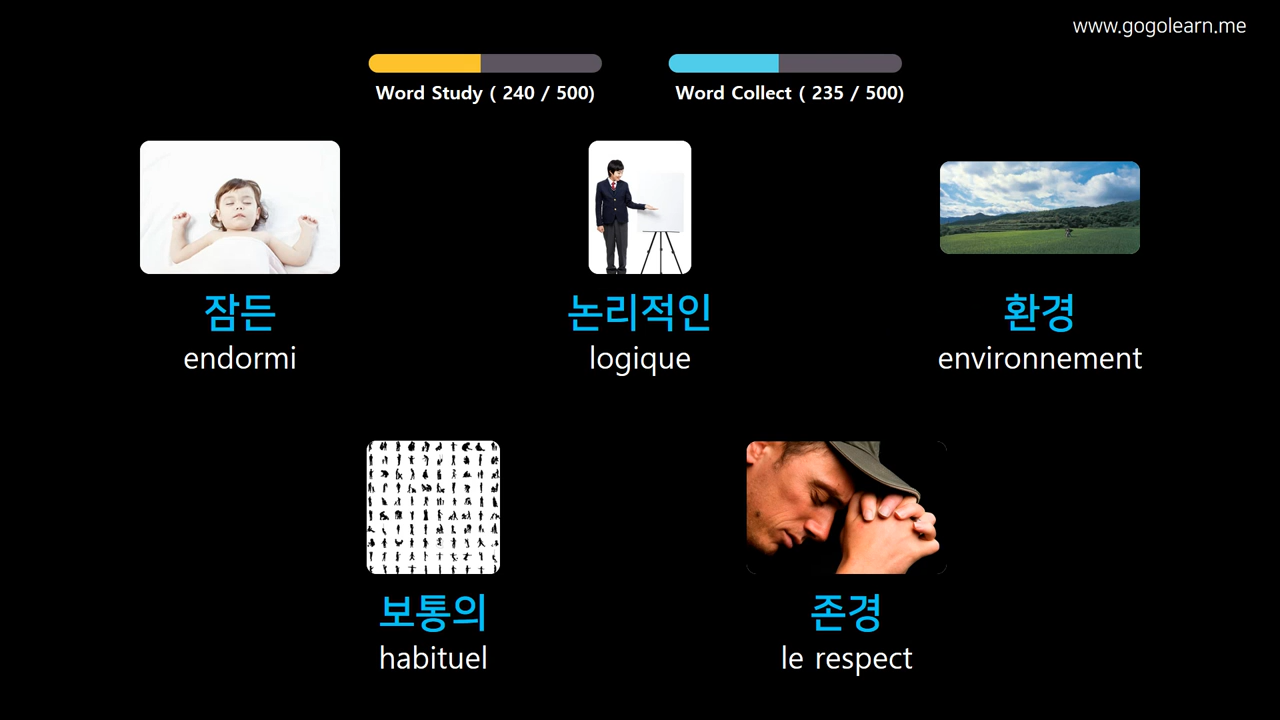 www.gogolearn.me
Word Study ( 240 / 500)
Word Collect ( 235 / 500)
잠든
endormi
논리적인
logique
환경
environnement
보통의
habituel
존경
le respect